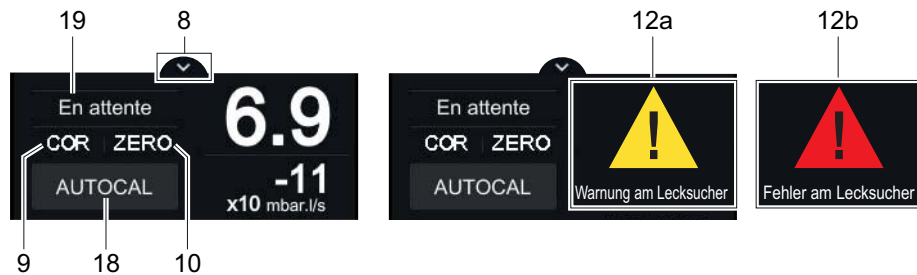 19
8
12a
12b
En attente
COR | ZERO
AUTOCAL
6.9
-11
x10 mbar.l/s
En attente
COR | ZERO
AUTOCAL
!
Warnung am Lecksucher
!
Fehler am Lecksucher
9
18
10